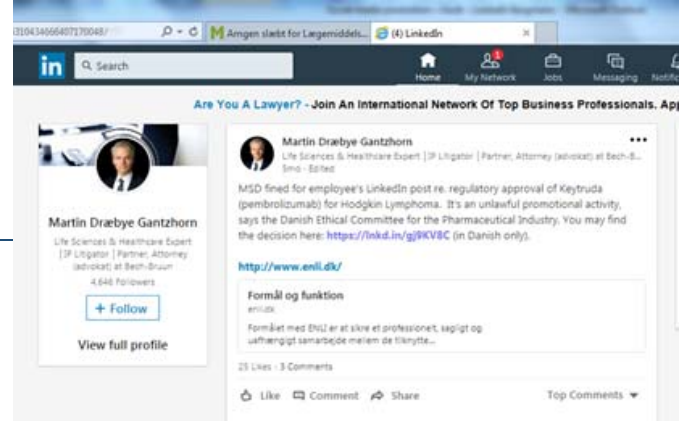 310434666407170048/
Amgen slæbt for Lægemiddels...
(4) LinkedIn
in
Search
Home
My Network
Jobs
Messaging
Notific
Are You A Lawyer? - Join An International Network Of Top Business Professionals. App
Martin Dræbye Gantzhorn
Life Sciences & Healthcare Expert
| IP Litigator | Partner, Attorney
(advokat) at Bech-Bruun
4,646 Followers
+ Follow
View full profile
Martin Dræbye Gantzhorn
Life Sciences & Healthcare Expert | IP Litigator | Partner, Attorney (advokat) at Bech-B...
5mo - Edited
MSD fined for employee's LinkedIn post re. regulatory approval of Keytruda
(pembrolizumab) for Hodgkin Lymphoma. It's an unlawful promotional activity,
says the Danish Ethical Committee for the Pharmaceutical Industry. You may find
the decision here: https://lnkd.in/gj9KV8C (in Danish only).
http://www.enli.dk/
Formål og funktion
enli.dk
Formålet med ENLI er at sikre et professionelt, sagligt og
uafhængigt samarbejde mellem de tilknytte...
25 Likes · 3 Comments
Like
Comment
Share
Top Comments